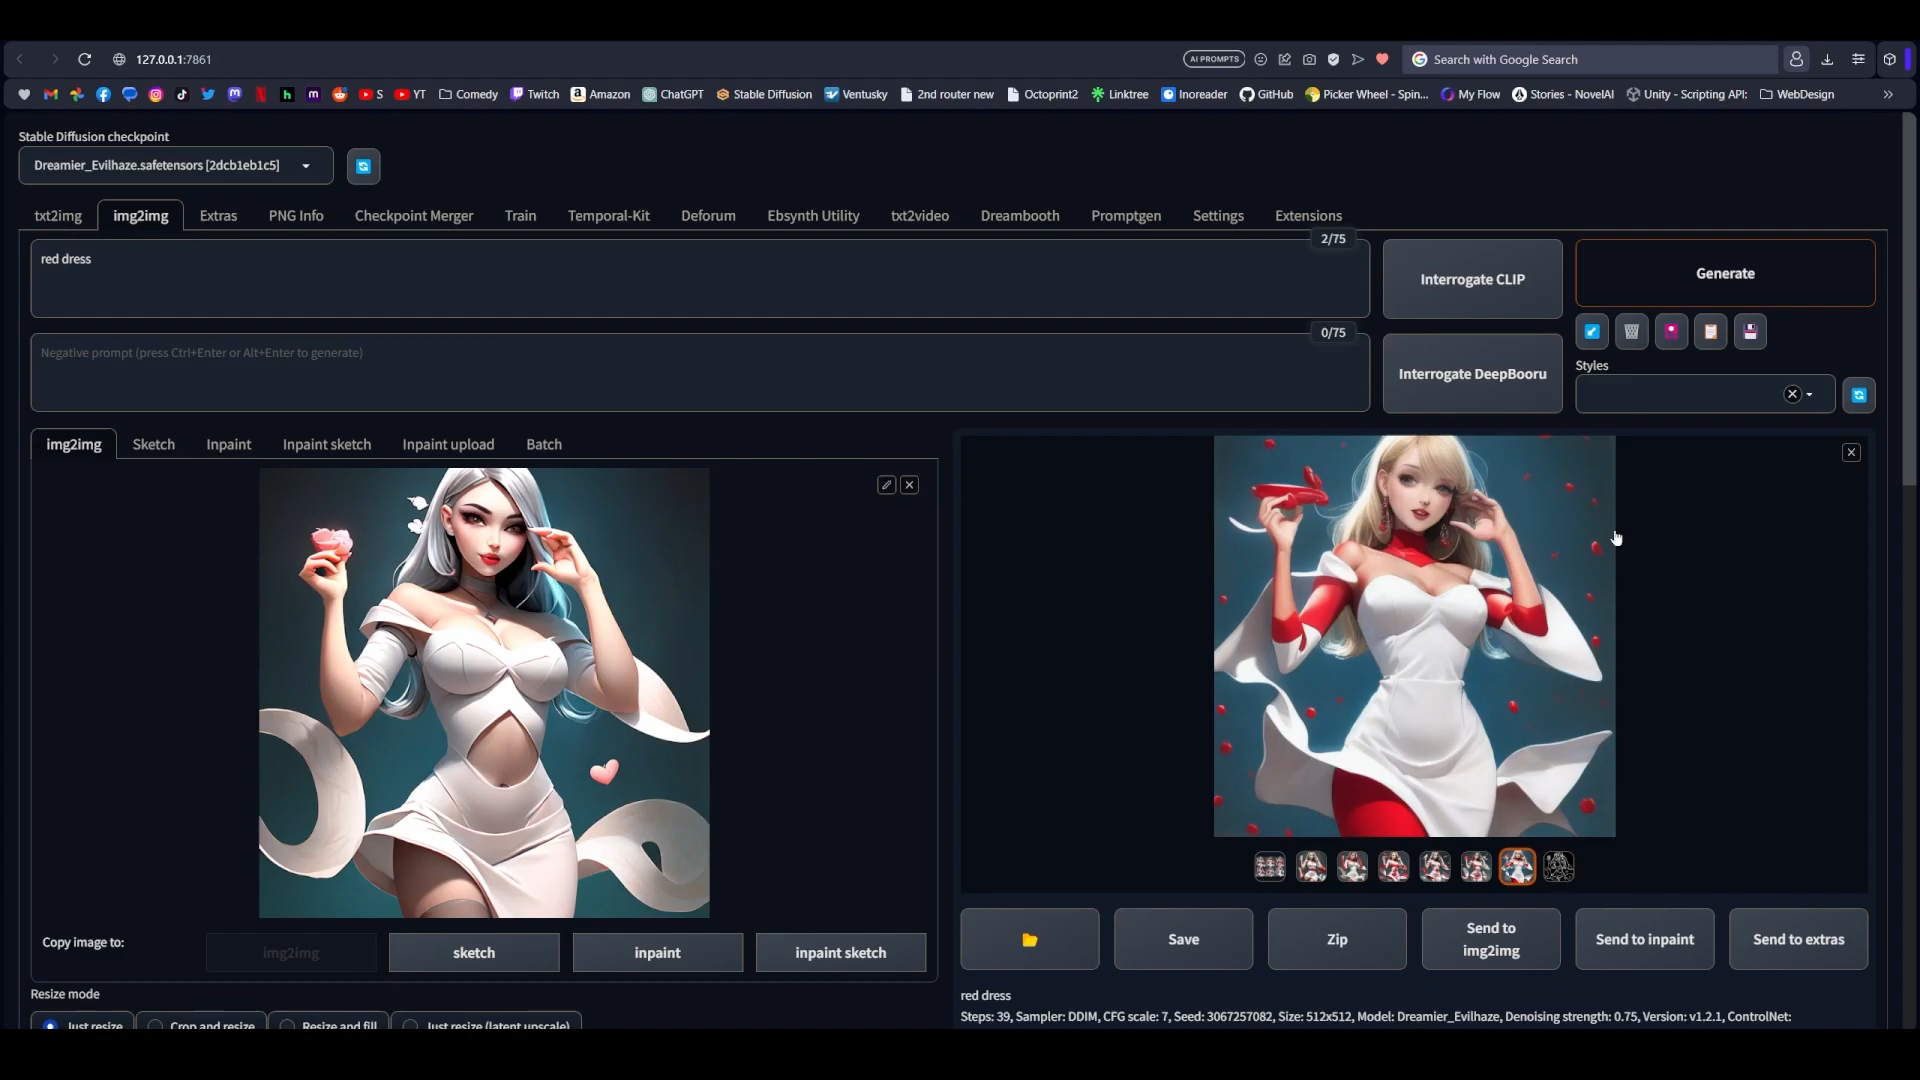 127.0.0.1:7861
AI PROMPTS
Search with Google Search
S
YT
Comedy
Twitch
Amazon
ChatGPT
Stable Diffusion
Ventusky
2nd router new
Octoprint2
Linktree
Inoreader
GitHub
Picker Wheel - Spin...
My Flow
Stories - NovelAI
Unity - Scripting API:
WebDesign
Stable Diffusion checkpoint
Dreamier_Evilhaze.safetensors [2dcb1eb1c5]
txt2img
img2img
Extras
PNG Info
Checkpoint Merger
Train
Temporal-Kit
Deforum
Ebsynth Utility
txt2video
Dreambooth
Promptgen
Settings
Extensions
2/75
red dress
Interrogate CLIP
Generate
0/75
Negative prompt (press Ctrl+Enter or Alt+Enter to generate)
Interrogate DeepBooru
Styles
img2img
Sketch
Inpaint
Inpaint sketch
Inpaint upload
Batch
Copy image to:
img2img
sketch
inpaint
inpaint sketch
Save
Zip
Send to
img2img
Send to inpaint
Send to extras
Resize mode
Just resize
Crop and resize
Resize and fill
Just resize (latent upscale)
red dress
Steps: 39, Sampler: DDIM, CFG scale: 7, Seed: 3067257082, Size: 512x512, Model: Dreamier_Evilhaze, Denoising strength: 0.75, Version: v1.2.1, ControlNet: